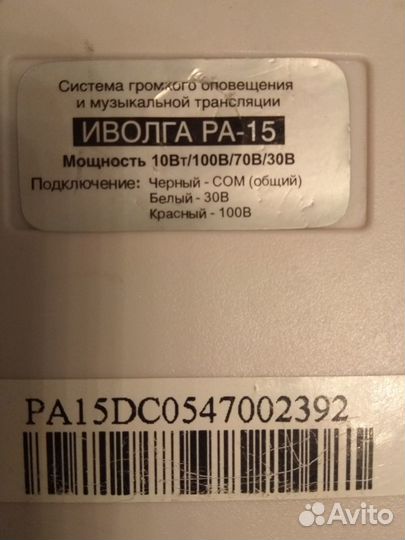 Система громкого оповещения
и музыкальной трансляции
ИВОЛГА PA-15
Мощность 10Вт/100В/70В/30В
Подключение: Черный - COM (общий)
Белый - 30В
Красный - 100В
PA15DC0547002392
Avito